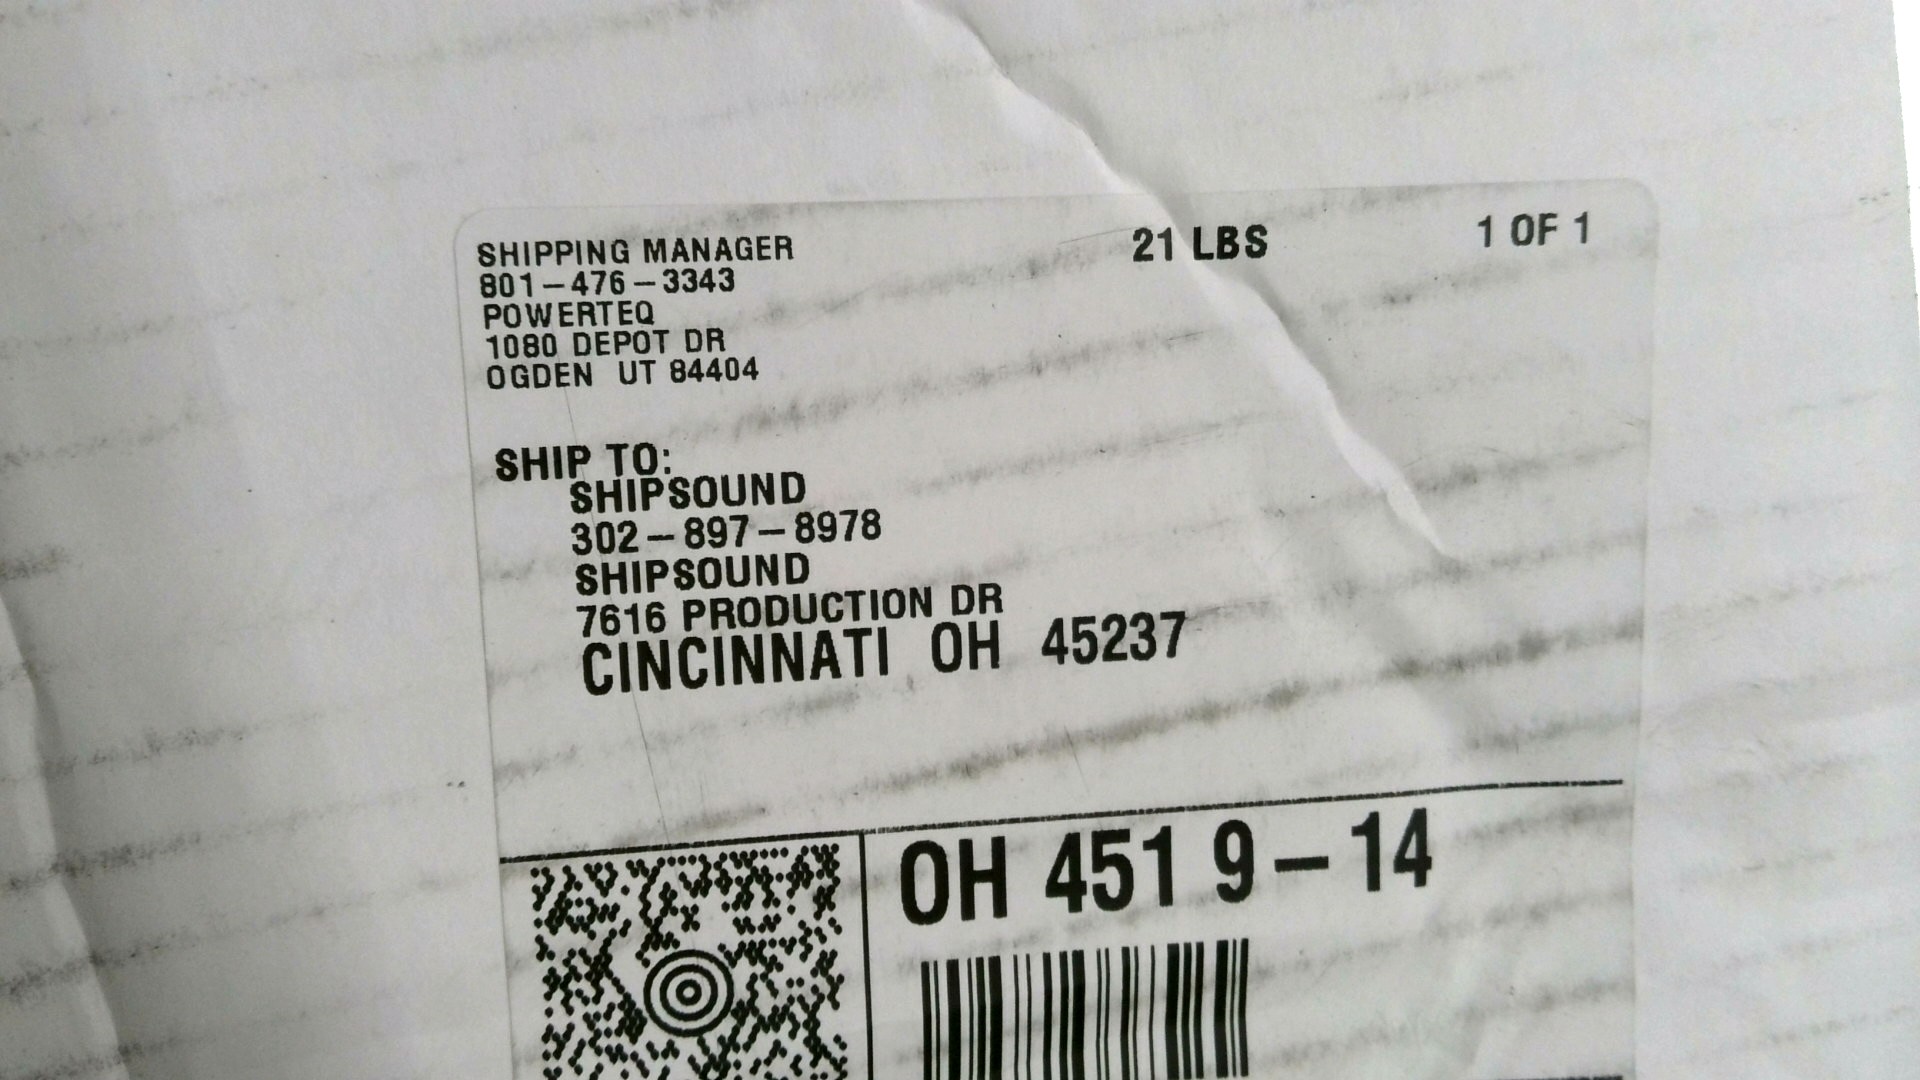 SHIPPING MANAGER
801-476-3343
POWERTEQ
1080 DEPOT DR
OGDEN UT 84404
21 LBS
1 OF 1
SHIP TO:
SHIPSOUND
302-897-8978
SHIPSOUND
7616 PRODUCTION DR
CINCINNATI OH 45237
OH 451 9-14